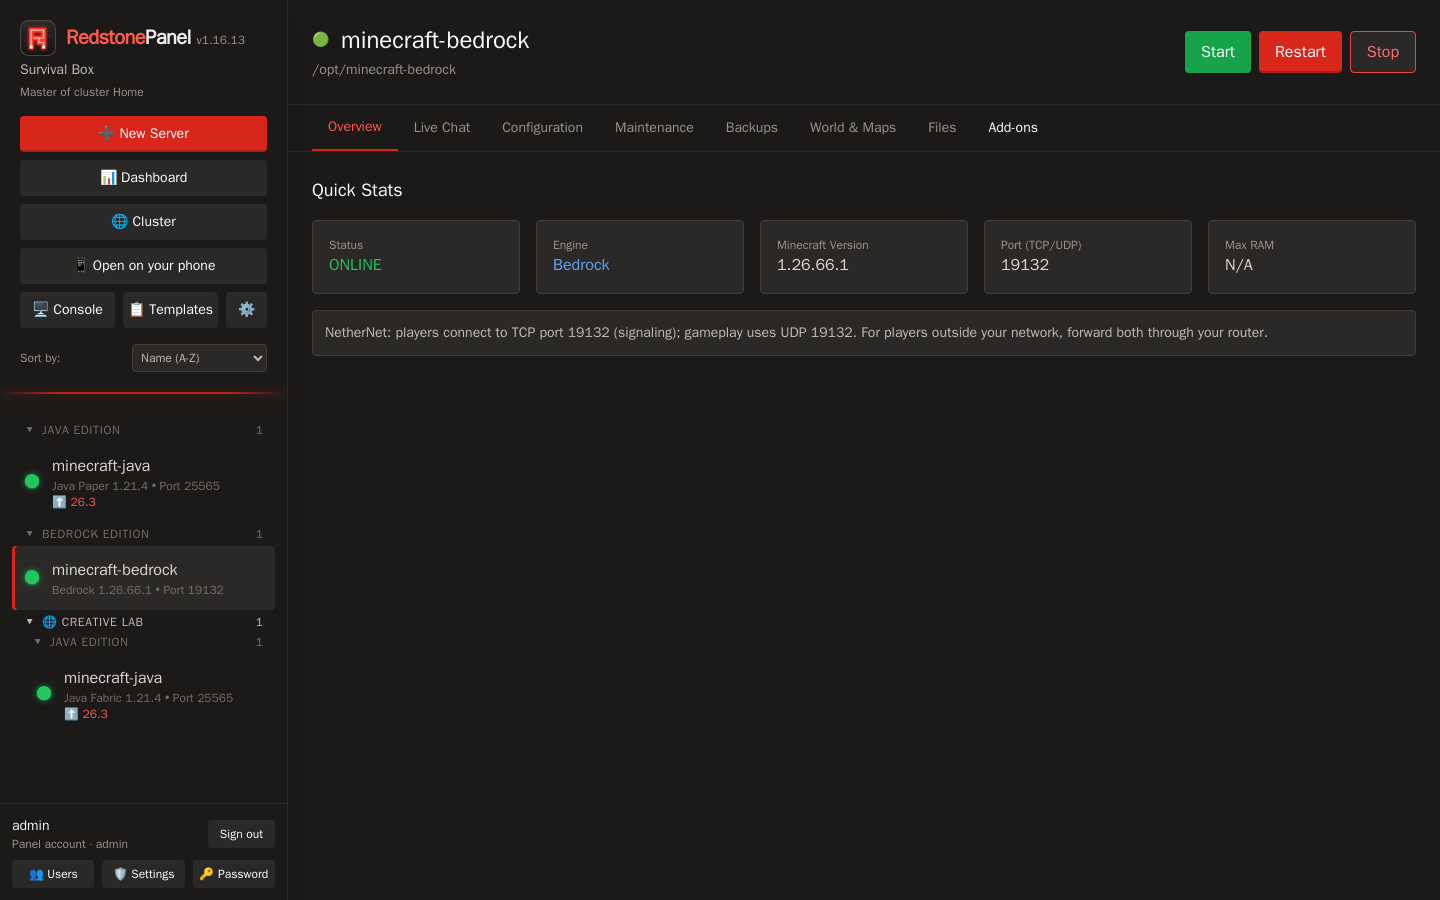 RedstonePanel v1.16.13
Survival Box
Master of cluster Home
➕ New Server
📊 Dashboard
🌐 Cluster
📱 Open on your phone
🖥️ Console
📋 Templates
⚙️
Sort by:
Name (A-Z)
▼ JAVA EDITION 1
minecraft-java
Java Paper 1.21.4 • Port 25565
⬆️ 26.3
▼ BEDROCK EDITION 1
minecraft-bedrock
Bedrock 1.26.66.1 • Port 19132
▼ 🌐 CREATIVE LAB 1
▼ JAVA EDITION 1
minecraft-java
Java Fabric 1.21.4 • Port 25565
⬆️ 26.3
admin
Panel account · admin
Sign out
👥 Users
🛡️ Settings
🔑 Password
minecraft-bedrock
/opt/minecraft-bedrock
Start
Restart
Stop
Overview
Live Chat
Configuration
Maintenance
Backups
World & Maps
Files
Add-ons
Quick Stats
Status
ONLINE
Engine
Bedrock
Minecraft Version
1.26.66.1
Port (TCP/UDP)
19132
Max RAM
N/A
NetherNet: players connect to TCP port 19132 (signaling); gameplay uses UDP 19132. For players outside your network, forward both through your router.